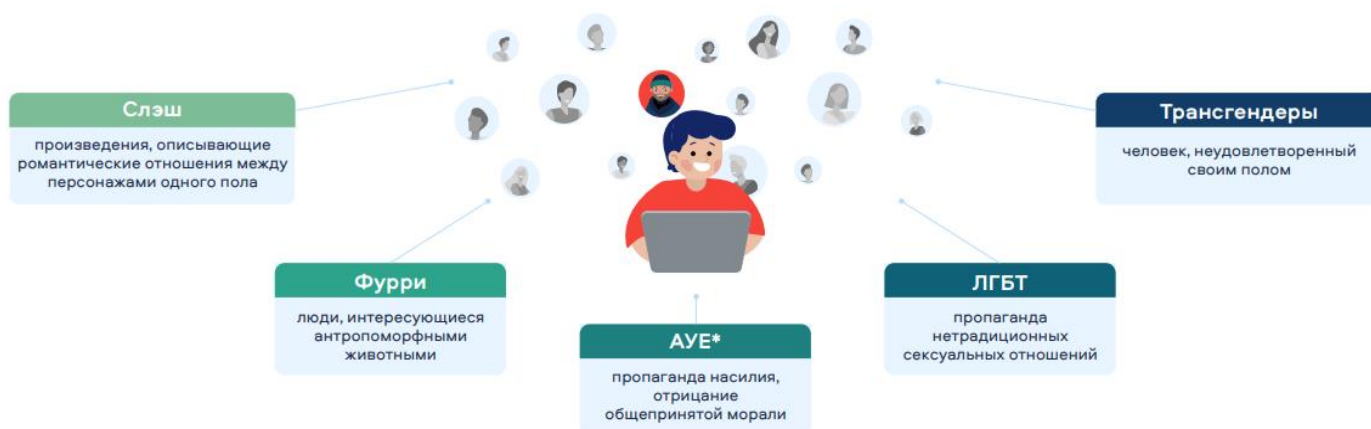 Слэш
произведения, описывающие
романтические отношения между
персонажами одного пола
Фурри
люди, интересующиеся
антропоморфными
животными
АУЕ*
пропаганда насилия,
отрицание
общепринятой морали
ЛГБТ
пропаганда
нетрадиционных
сексуальных отношений
Трансгендеры
человек, неудовлетворенный
своим полом